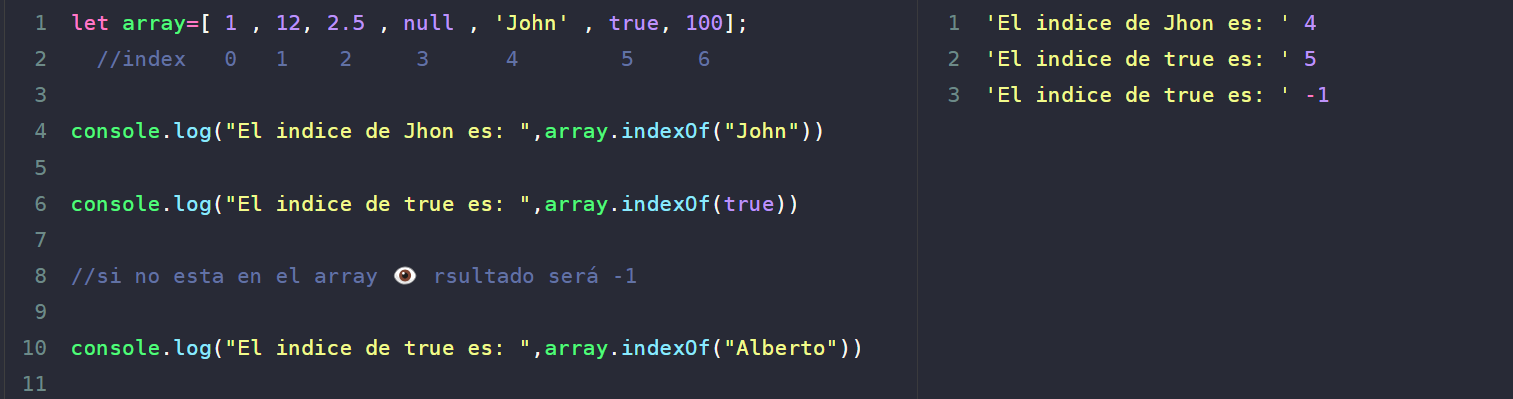 1 let array=[ 1 , 12, 2.5 , null , 'John' , true, 100];
2 //index 0 1 2 3 4 5 6
3
4 console.log("El indice de Jhon es: ",array.indexOf("John"))
5
6 console.log("El indice de true es: ",array.indexOf(true))
7
8 //si no esta en el array 👁️ rsultado será -1
9
10 console.log("El indice de true es: ",array.indexOf("Alberto"))
11
1 'El indice de Jhon es: ' 4
2 'El indice de true es: ' 5
3 'El indice de true es: ' -1